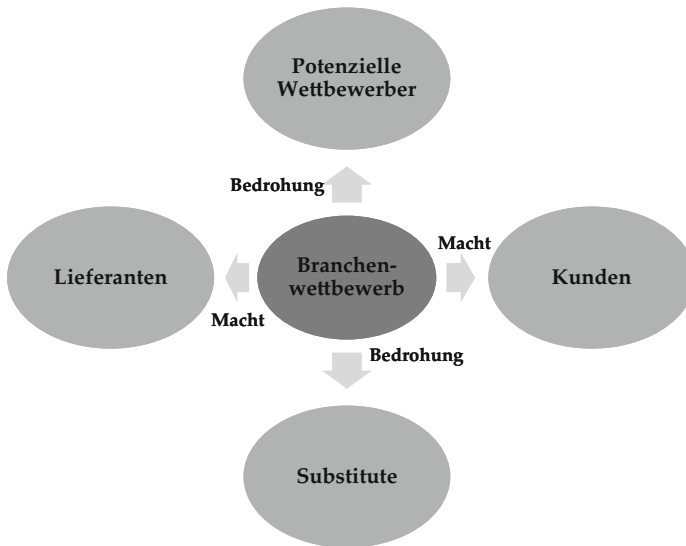 Potenzielle
Wettbewerber
Bedrohung
Macht
Lieferanten
Branchen-
wettbewerb
Kunden
Macht
Bedrohung
Substitute